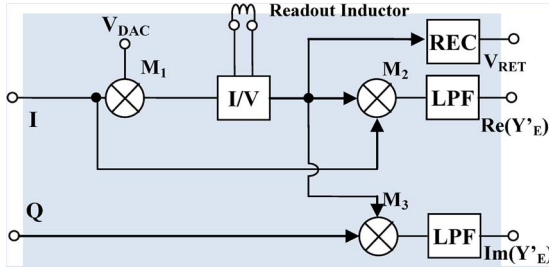 Readout Inductor
V_DAC
REC
M₁
M₂
V_RET
I/V
LPF
I
Re(Y'_E)
M₃
Q
LPF
Im(Y'_E)